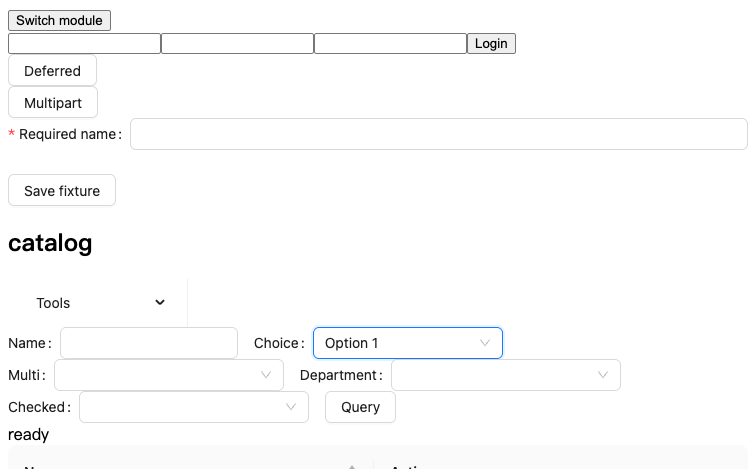 Switch module
Login
Deferred
Multipart
* Required name:
Save fixture
catalog
Tools
Name: Choice: Option 1
Multi: Department:
Checked: Query
ready